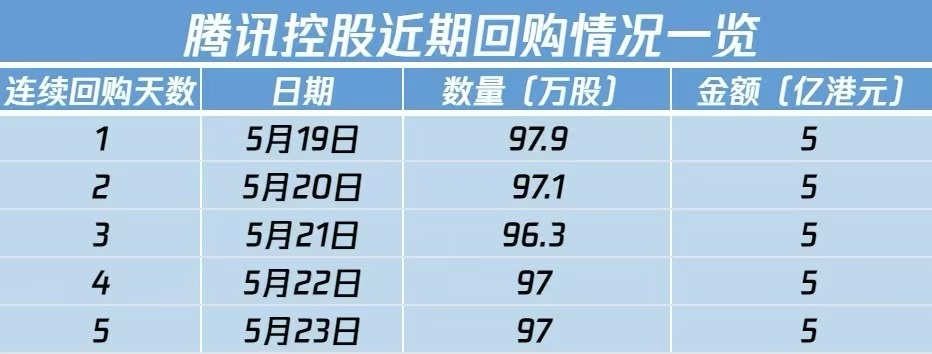 腾讯控股近期回购情况一览
连续回购天数 日期 数量（万股） 金额（亿港元）
1 5月19日 97.9 5
2 5月20日 97.1 5
3 5月21日 96.3 5
4 5月22日 97 5
5 5月23日 97 5